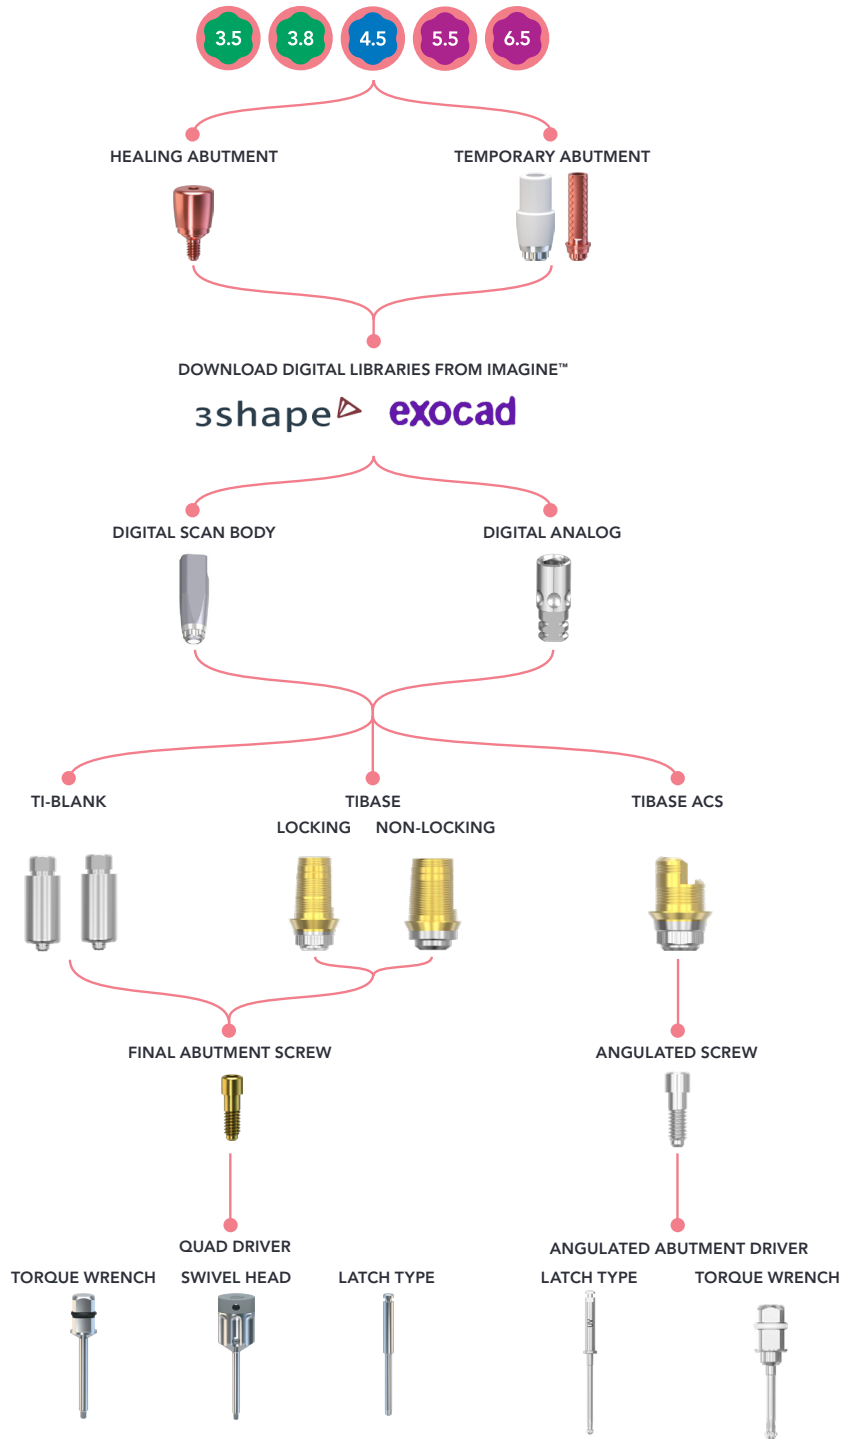 3.5 3.8 4.5 5.5 6.5
HEALING ABUTMENT TEMPORARY ABUTMENT
DOWNLOAD DIGITAL LIBRARIES FROM IMAGINE™
3shape exocad
DIGITAL SCAN BODY DIGITAL ANALOG
TI-BLANK TIBASE TIBASE ACS
LOCKING NON-LOCKING
FINAL ABUTMENT SCREW ANGULATED SCREW
QUAD DRIVER ANGULATED ABUTMENT DRIVER
TORQUE WRENCH SWIVEL HEAD LATCH TYPE LATCH TYPE TORQUE WRENCH